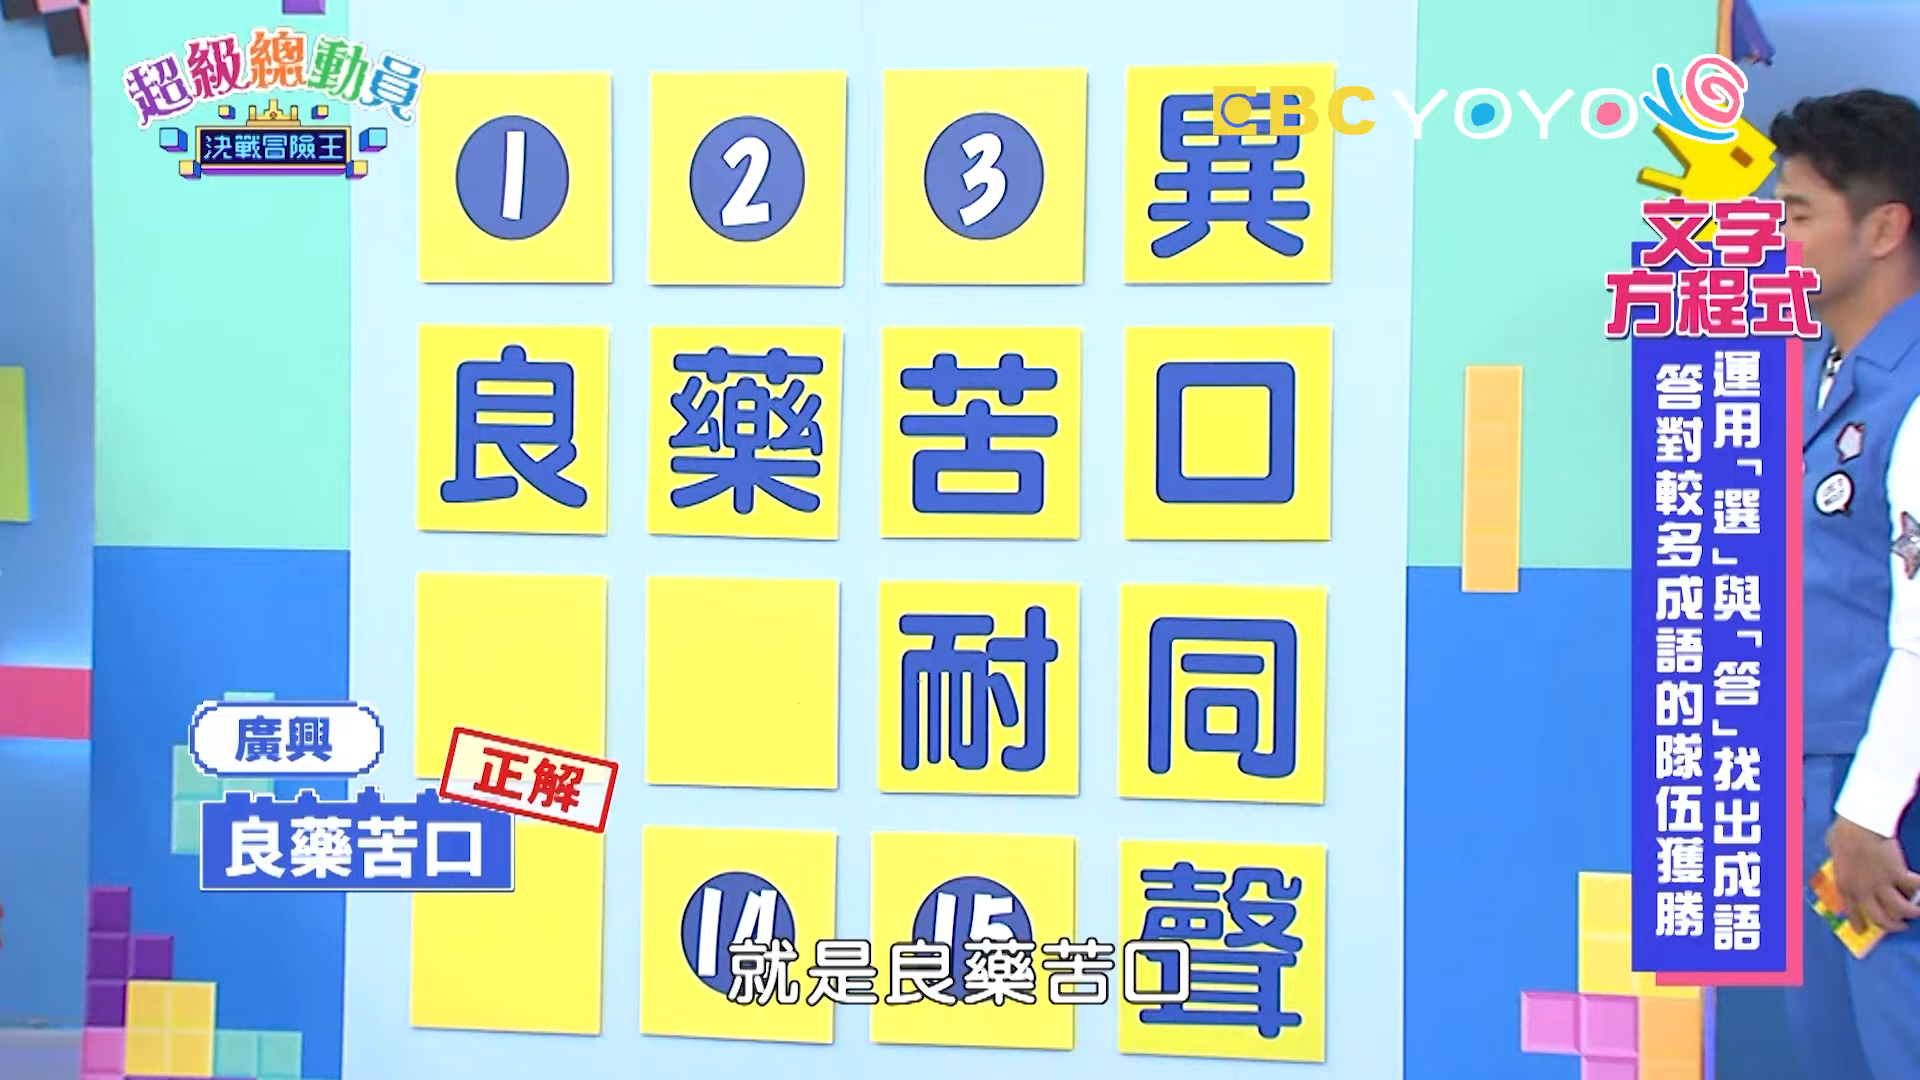 超級總動員
決戰冒險王
EBC YOYO
1 2 3 異
良藥苦口
耐同
14 15 聲
文字
方程式
運用「選」與「答」找出成語
答對較多成語的隊伍獲勝
廣興
正解
良藥苦口
就是良藥苦口